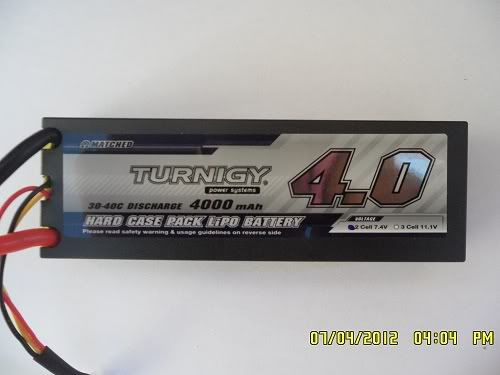 MATCHED
TURNIGY®
power systems
4.0
30-40C DISCHARGE 4000 mAh
HARD CASE PACK LiPO BATTERY
Please read safety warning & usage guidelines on reverse side
VOLTAGE
2 Cell 7.4V 3 Cell 11.1V
07/04/2012 04:04 PM